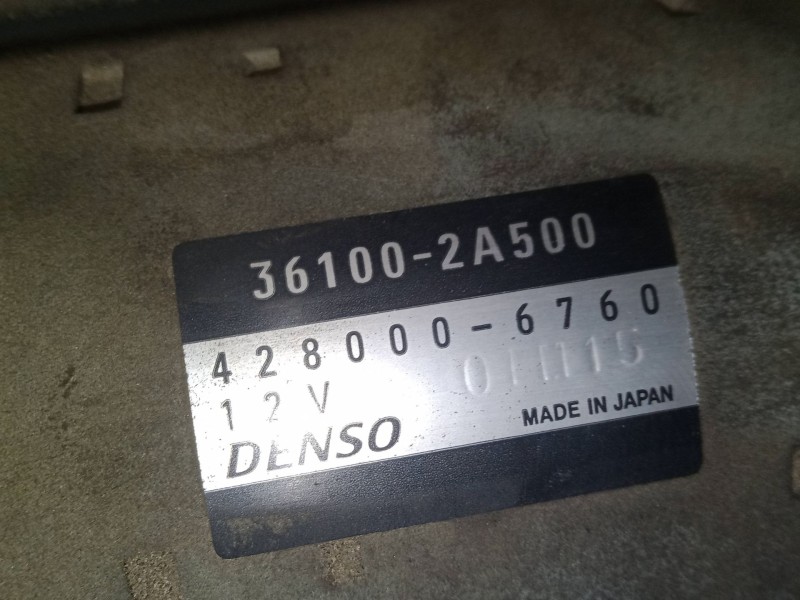 36100-2A500
428000-6760
12V
DENSO
MADE IN JAPAN